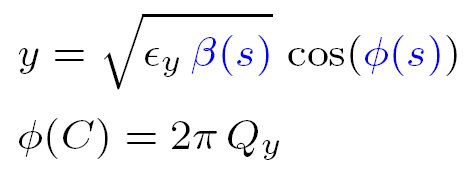 y = √(ϵ_y β(s)) cos(ϕ(s))
ϕ(C) = 2π Q_y